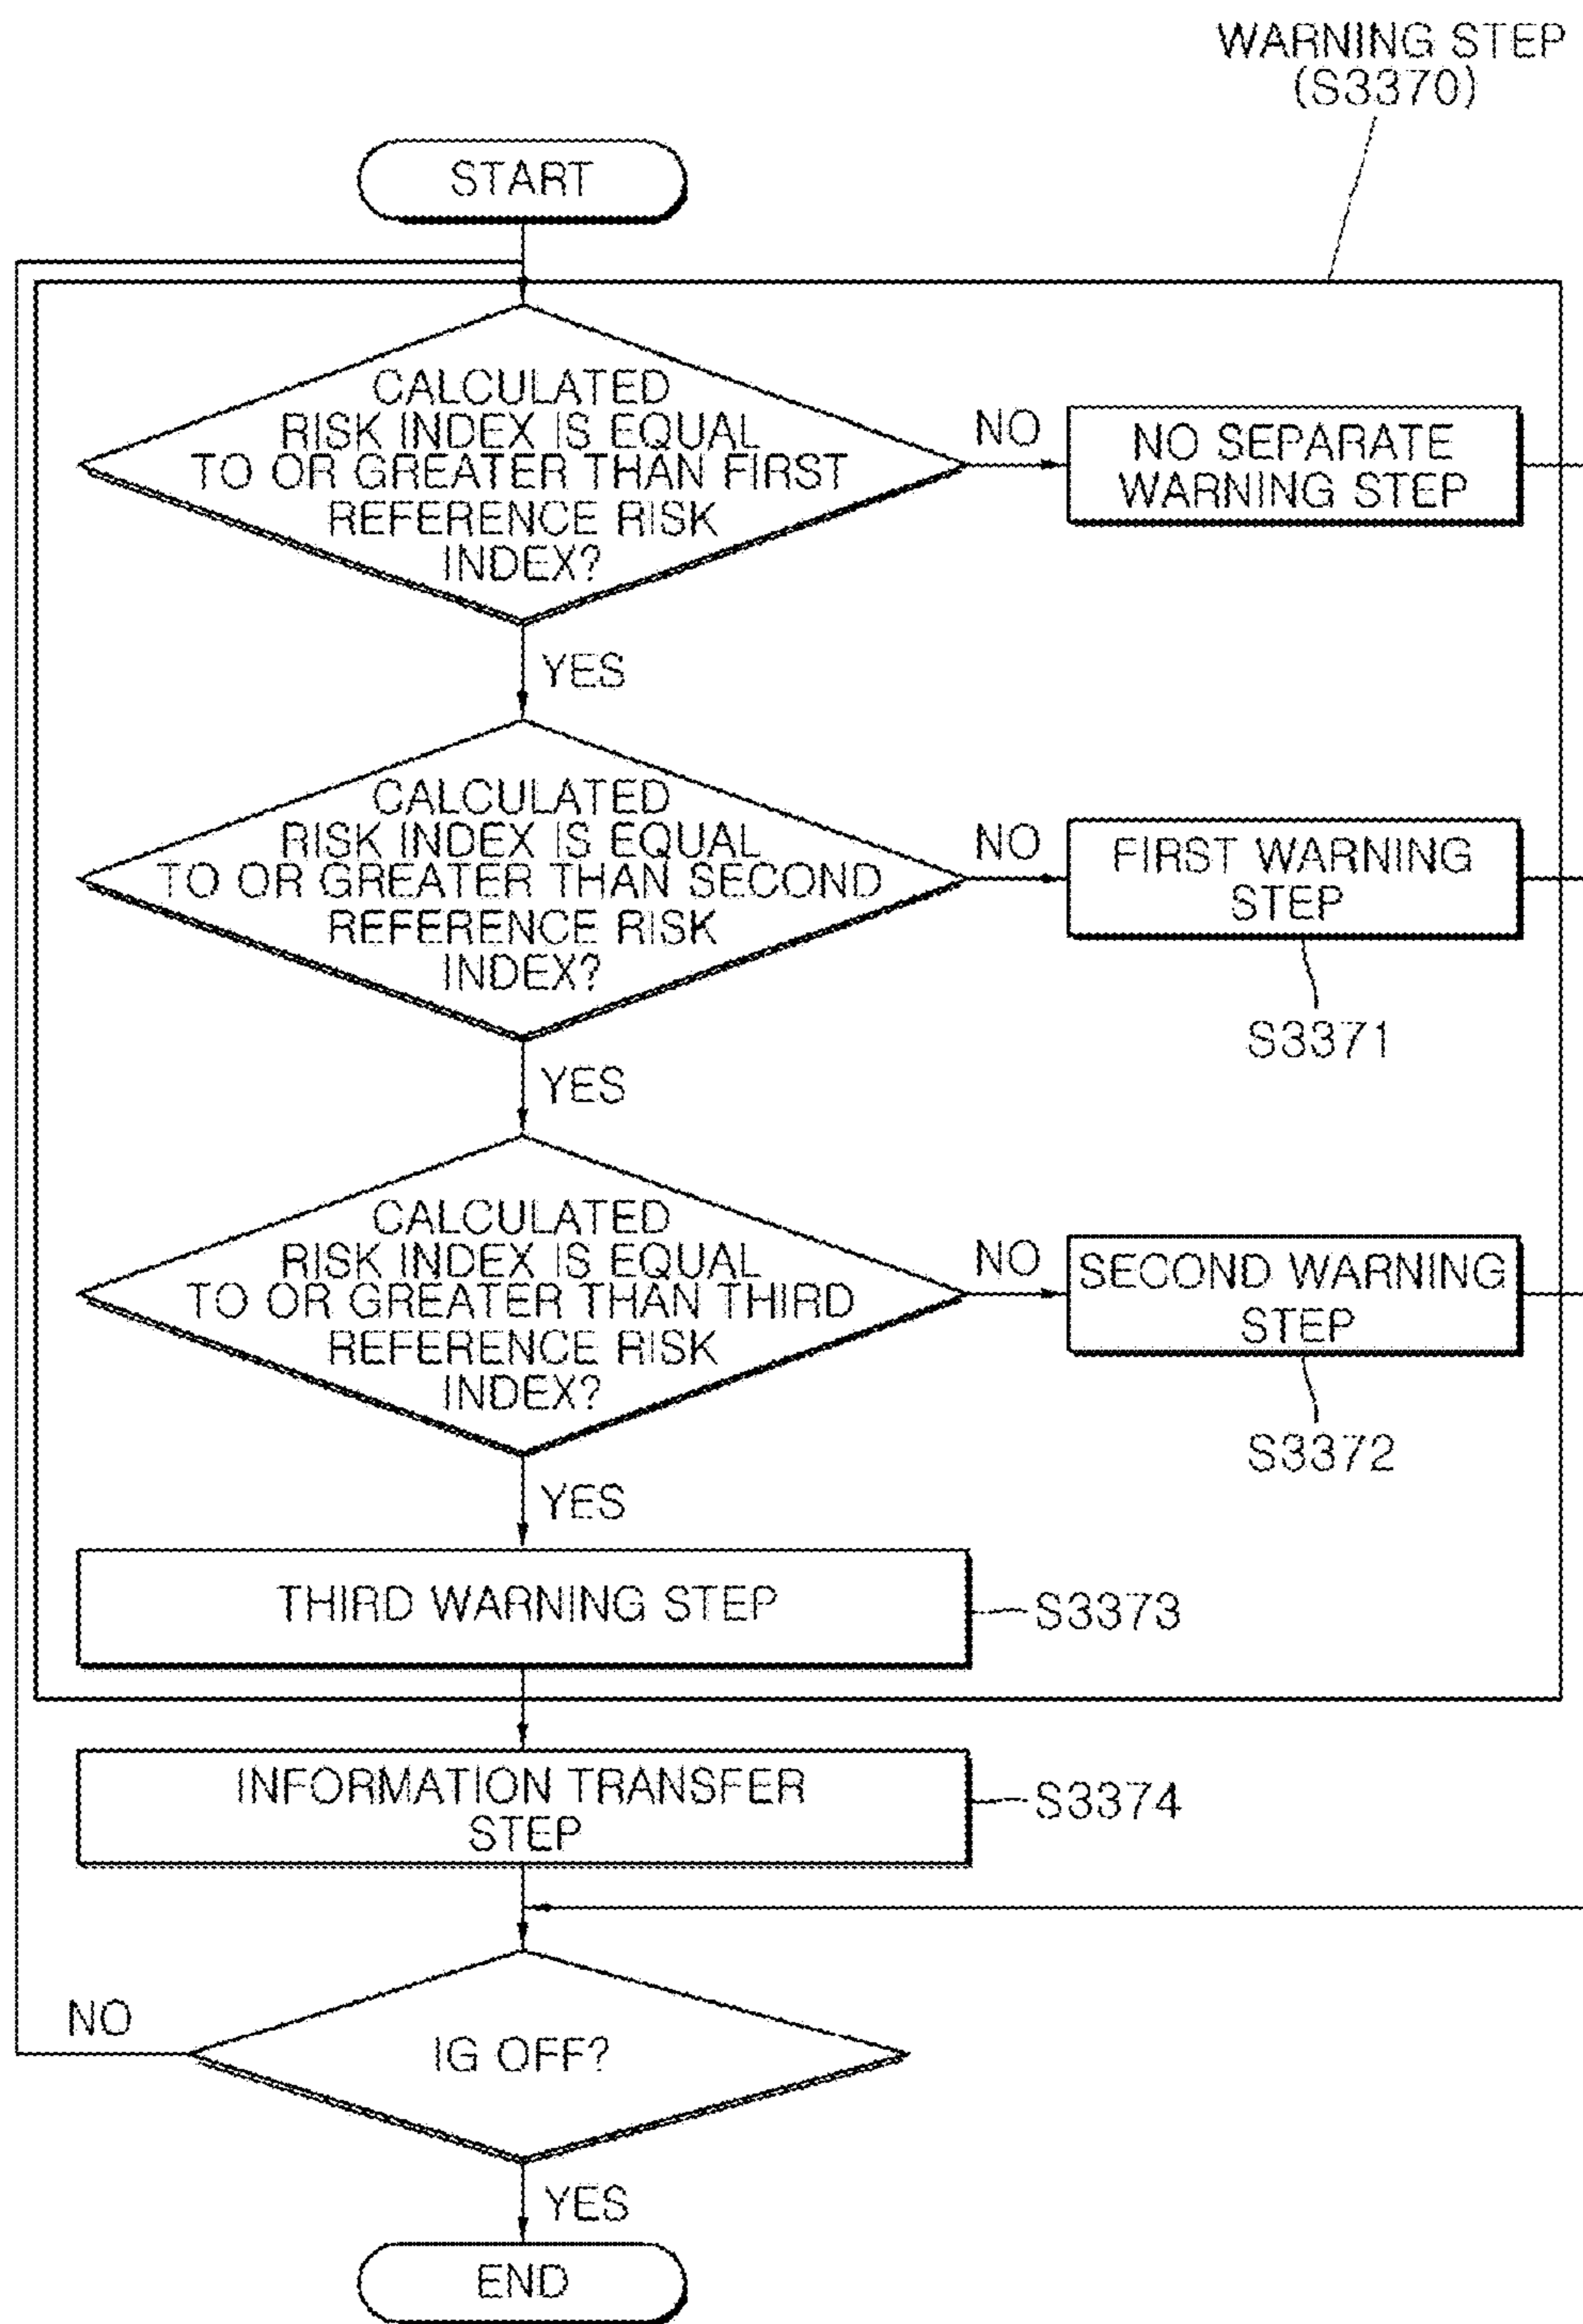 WARNING STEP
(S3370)
START
CALCULATED
RISK INDEX IS EQUAL
TO OR GREATER THAN FIRST
REFERENCE RISK
INDEX?
NO
NO SEPARATE
WARNING STEP
YES
CALCULATED
RISK INDEX IS EQUAL
TO OR GREATER THAN SECOND
REFERENCE RISK
INDEX?
NO
FIRST WARNING
STEP
S3371
YES
CALCULATED
RISK INDEX IS EQUAL
TO OR GREATER THAN THIRD
REFERENCE RISK
INDEX?
NO
SECOND WARNING
STEP
S3372
YES
THIRD WARNING STEP
S3373
INFORMATION TRANSFER
STEP
S3374
NO
IG OFF?
YES
END